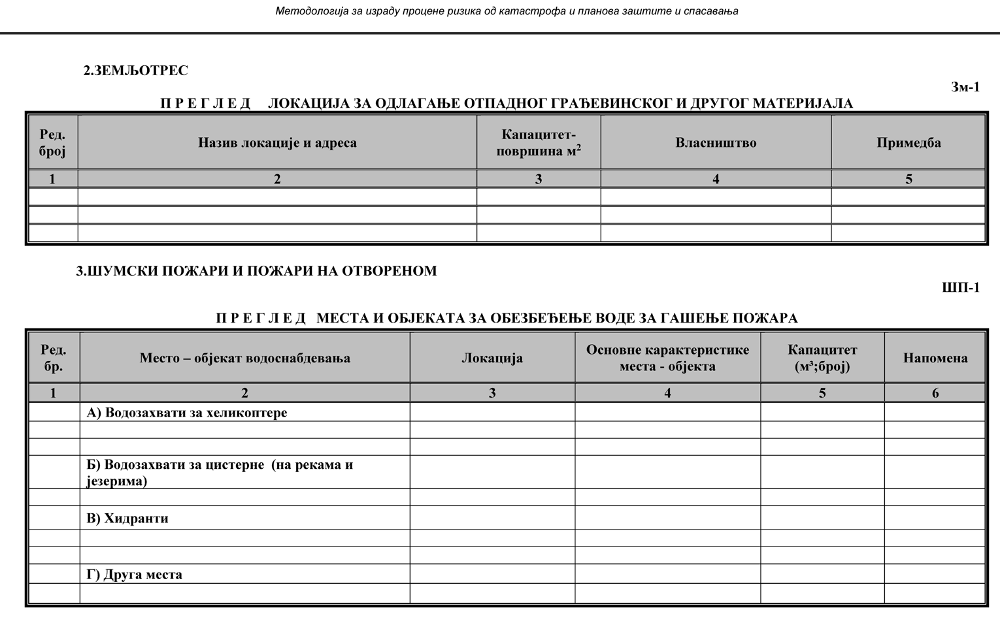 Методологија за израду процене ризика од катастрофа и планова заштите и спасавања
2.ЗЕМЉОТРЕС
Зм-1
П Р Е Г Л Е Д ЛОКАЦИЈА ЗА ОДЛАГАЊЕ ОТПАДНОГ ГРАЂЕВИНСКОГ И ДРУГОГ МАТЕРИЈАЛА
Ред. број
Назив локације и адреса
Капацитет-
површина м²
Власништво
Примедба
1 2 3 4 5
3.ШУМСКИ ПОЖАРИ И ПОЖАРИ НА ОТВОРЕНОМ
ШП-1
П Р Е Г Л Е Д МЕСТА И ОБЈЕКАТА ЗА ОБЕЗБЕЂЕЊЕ ВОДЕ ЗА ГАШЕЊЕ ПОЖАРА
Ред.
бр.
Место – објекат водоснабдевања
Локација
Основне карактеристике
места - објекта
Капацитет
(м³;број)
Напомена
1 2 3 4 5 6
А) Водозахвати за хеликоптере
Б) Водозахвати за цистерне (на рекама и
језерима)
В) Хидранти
Г) Друга места